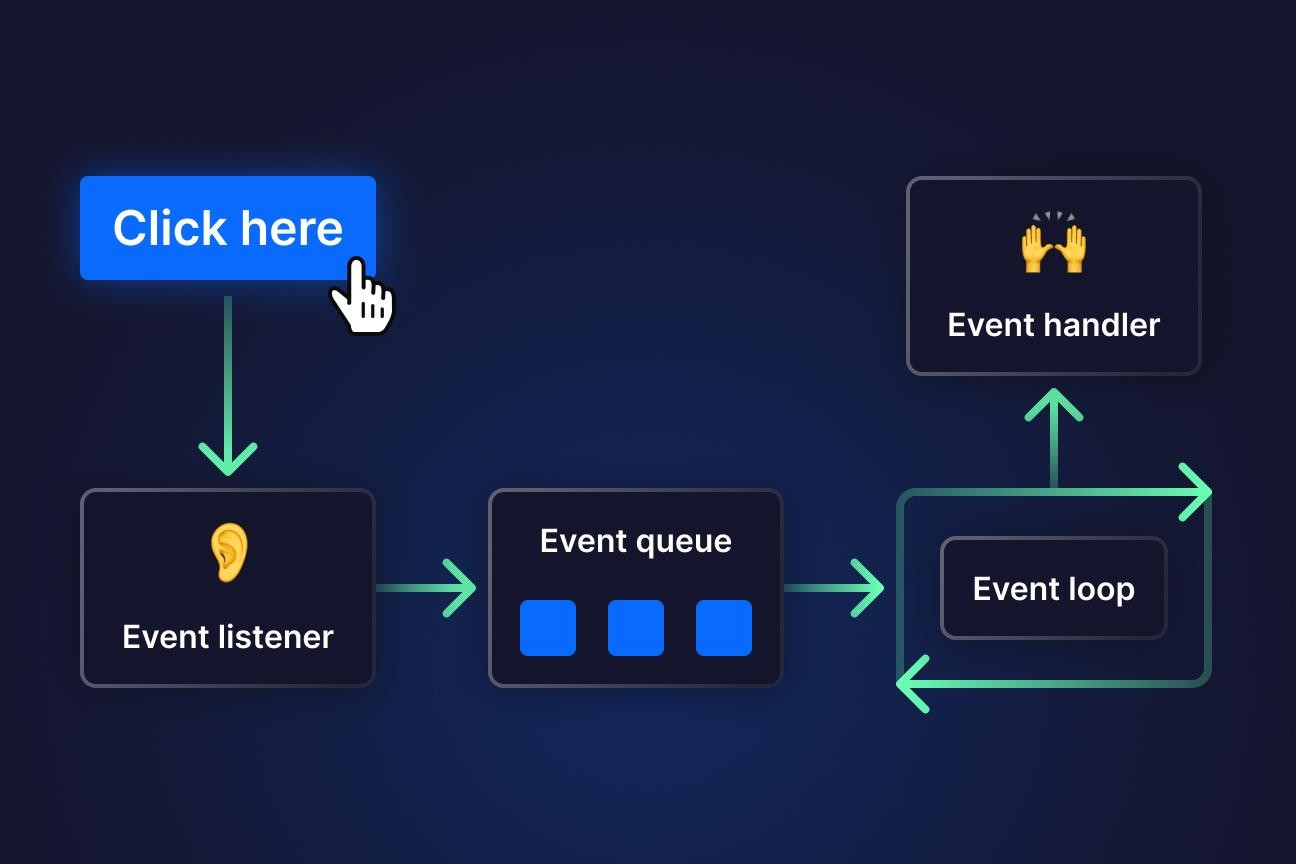 Click here
Event handler
Event listener
Event queue
Event loop